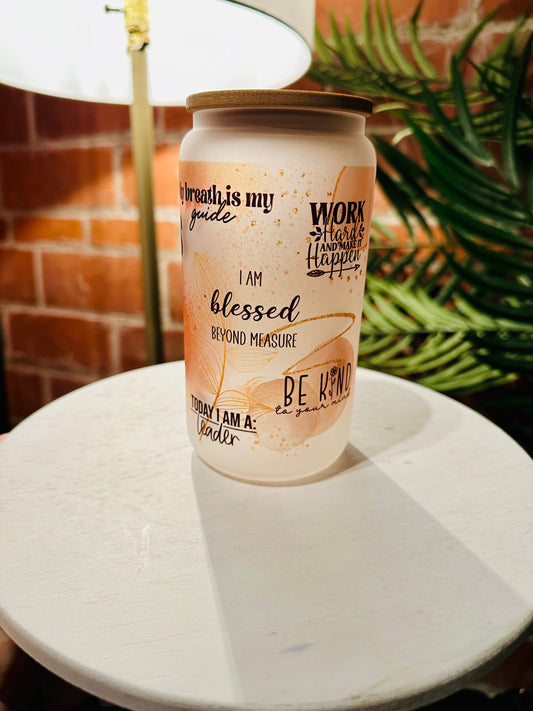 breath is my
guide
WORK
Hard
AND MAKE IT
Happen
I AM
blessed
BEYOND MEASURE
BE KIND
to your mind
TODAY I AM A:
leader